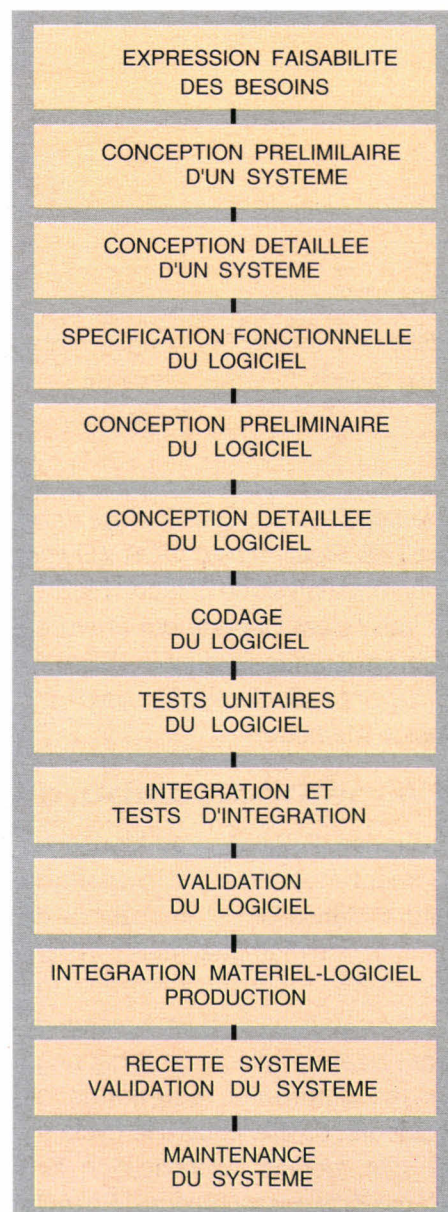 EXPRESSION FAISABILITE
DES BESOINS
CONCEPTION PRELIMILAIRE
D'UN SYSTEME
CONCEPTION DETAILLEE
D'UN SYSTEME
SPECIFICATION FONCTIONNELLE
DU LOGICIEL
CONCEPTION PRELIMINAIRE
DU LOGICIEL
CONCEPTION DETAILLEE
DU LOGICIEL
CODAGE
DU LOGICIEL
TESTS UNITAIRES
DU LOGICIEL
INTEGRATION ET
TESTS D'INTEGRATION
VALIDATION
DU LOGICIEL
INTEGRATION MATERIEL-LOGICIEL
PRODUCTION
RECETTE SYSTEME
VALIDATION DU SYSTEME
MAINTENANCE
DU SYSTEME